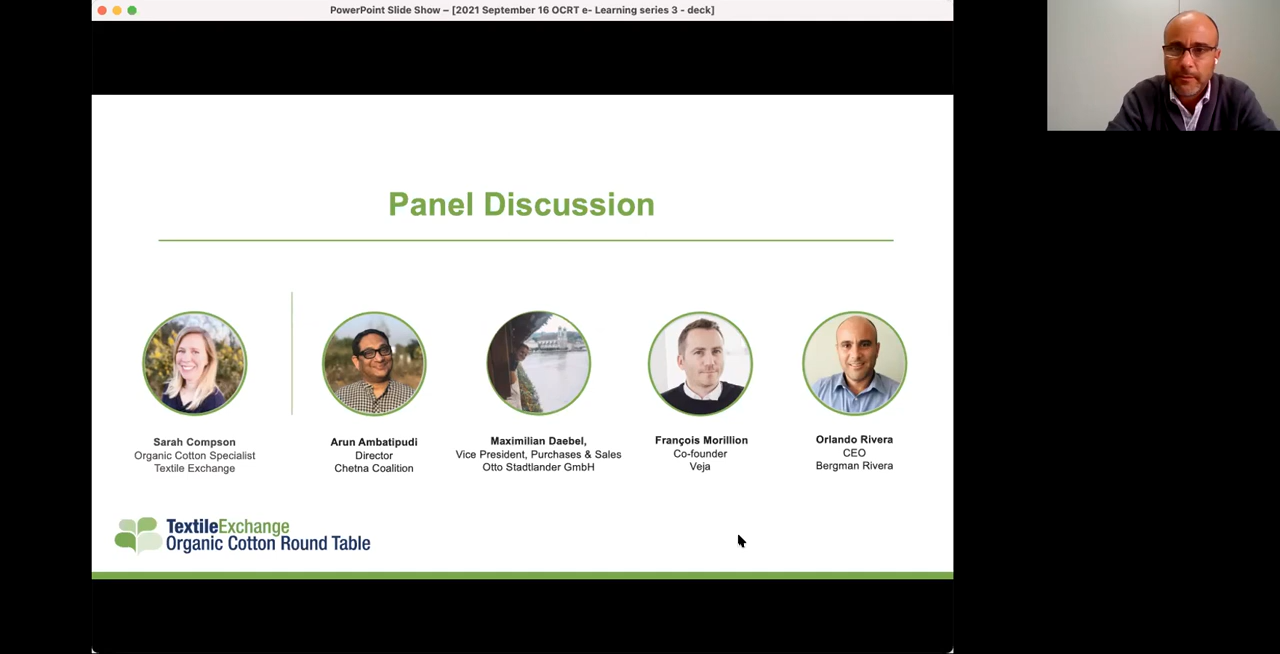 PowerPoint Slide Show – [2021 September 16 OCRT e- Learning series 3 - deck]
Panel Discussion
Sarah Compson
Organic Cotton Specialist
Textile Exchange
Arun Ambatipudi
Director
Chetna Coalition
Maximilian Daebel,
Vice President, Purchases & Sales
Otto Stadtlander GmbH
François Morillion
Co-founder
Veja
Orlando Rivera
CEO
Bergman Rivera
TextileExchange
Organic Cotton Round Table